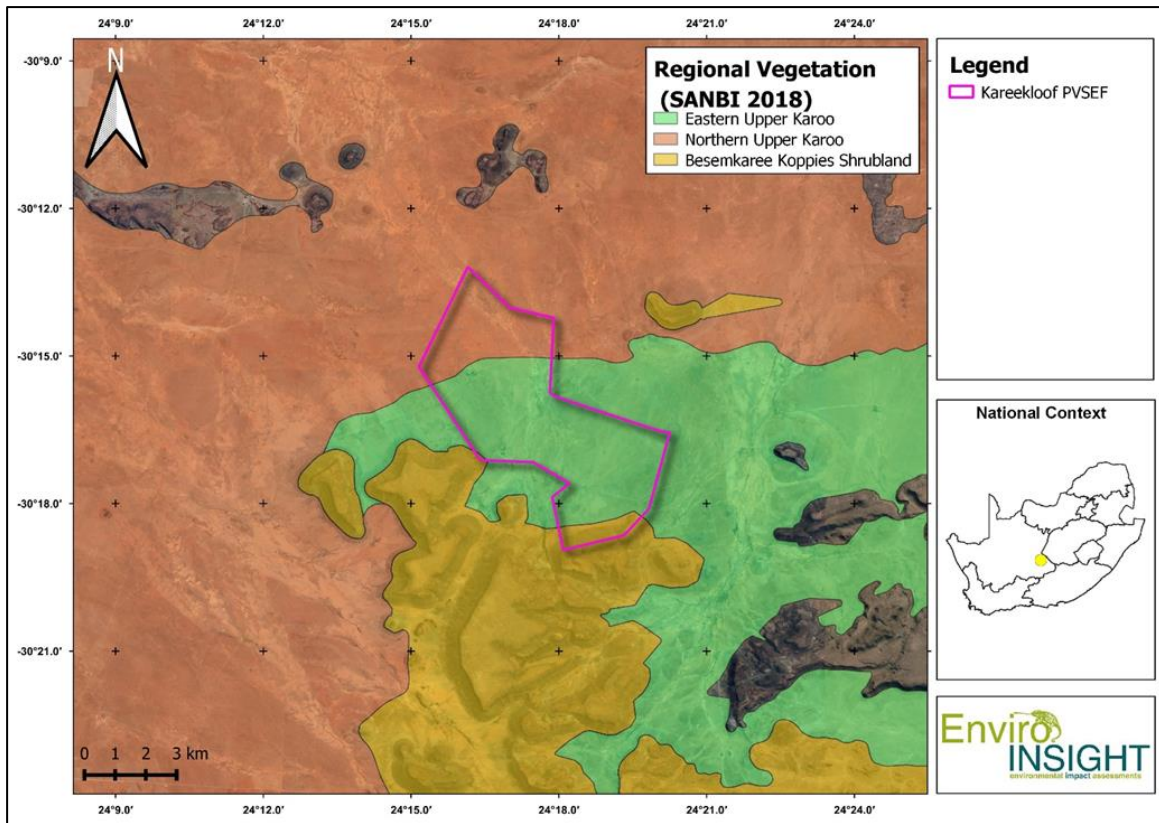 24°9.0' 24°12.0' 24°15.0' 24°18.0' 24°21.0' 24°24.0'
N
Regional Vegetation
(SANBI 2018)
Eastern Upper Karoo
Northern Upper Karoo
Besemkaree Koppies Shrubland
Legend
Kareekloof PVSEF
-30°9.0'
-30°12.0'
-30°15.0'
-30°18.0'
-30°21.0'
0 1 2 3 km
24°9.0' 24°12.0' 24°15.0' 24°18.0' 24°21.0' 24°24.0'
National Context
Enviro
INSIGHT
environmental impact assessments